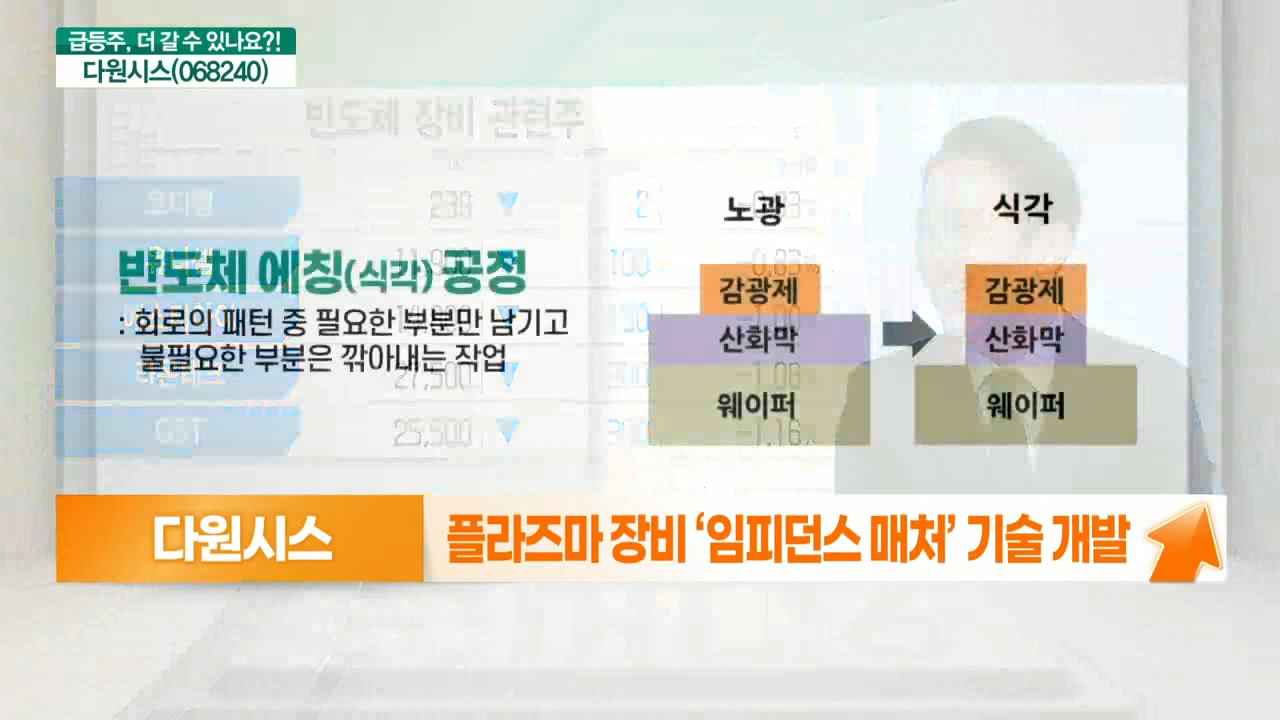 급등주, 더 갈 수 있나요?!
다원시스(068240)
반도체 장비 관련주
노광
식각
반도체 에칭(식각) 공정
: 회로의 패턴 중 필요한 부분만 남기고
불필요한 부분은 깎아내는 작업
감광제
산화막
웨이퍼
감광제
산화막
웨이퍼
GST 25,500 ▼ -1.16%
다원시스
플라즈마 장비 ‘임피던스 매처’ 기술 개발